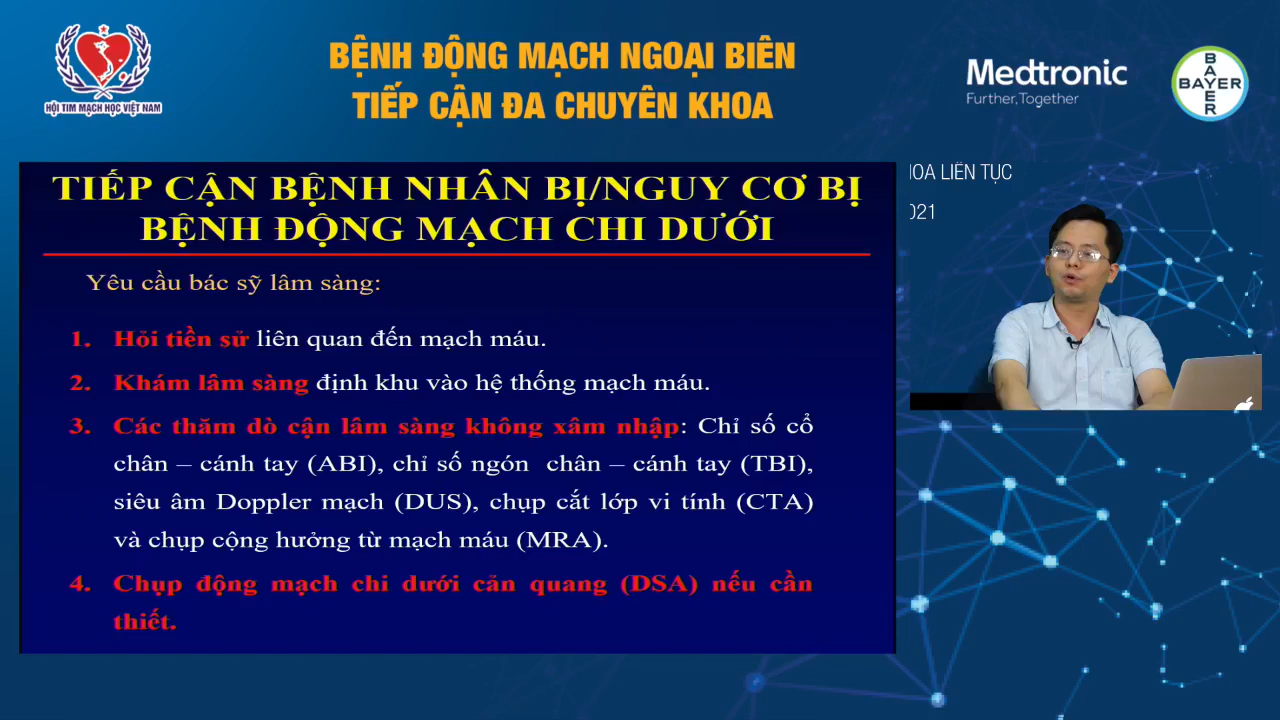 HỘI TIM MẠCH HỌC VIỆT NAM
BỆNH ĐỘNG MẠCH NGOẠI BIÊN
TIẾP CẬN ĐA CHUYÊN KHOA
Medtronic
Further, Together
BAYER
BAYER
TIẾP CẬN BỆNH NHÂN BỊ/NGUY CƠ BỊ
BỆNH ĐỘNG MẠCH CHI DƯỚI
Yêu cầu bác sỹ lâm sàng:
1. Hỏi tiền sử liên quan đến mạch máu.
2. Khám lâm sàng định khu vào hệ thống mạch máu.
3. Các thăm dò cận lâm sàng không xâm nhập: Chỉ số cổ
chân – cánh tay (ABI), chỉ số ngón chân – cánh tay (TBI),
siêu âm Doppler mạch (DUS), chụp cắt lớp vi tính (CTA)
và chụp cộng hưởng từ mạch máu (MRA).
4. Chụp động mạch chi dưới cản quang (DSA) nếu cần
thiết.
HOA LIÊN TỤC
021